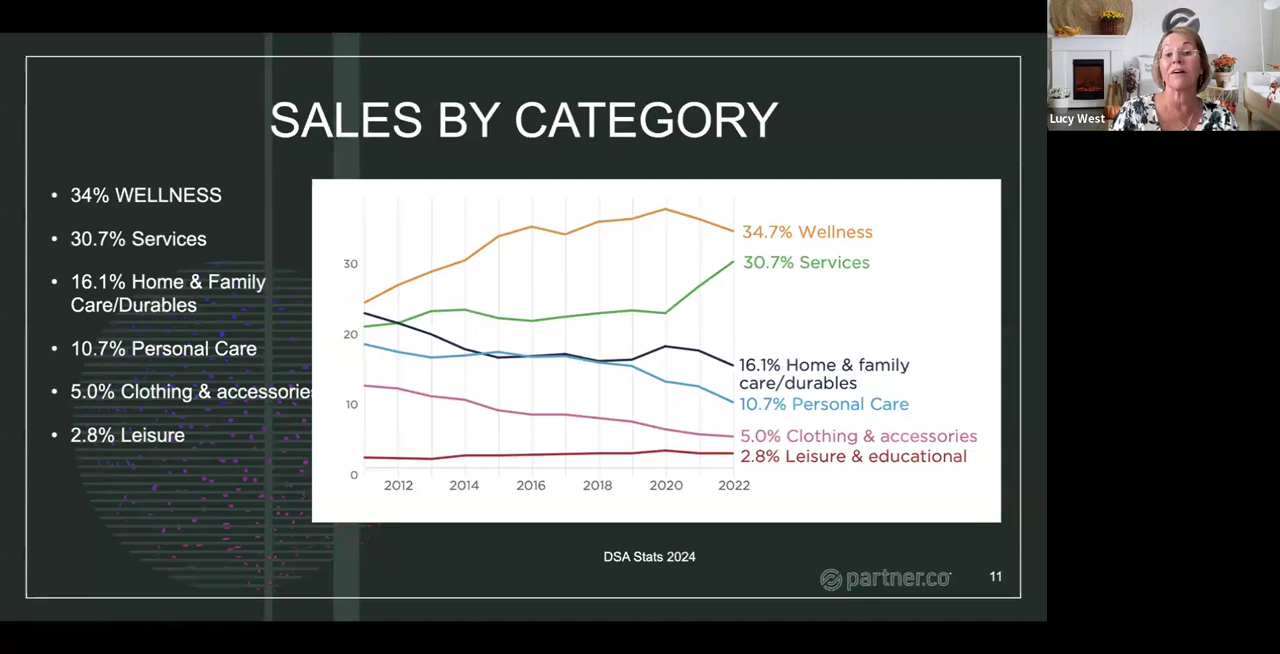 SALES BY CATEGORY
• 34% WELLNESS
• 30.7% Services
• 16.1% Home & Family
Care/Durables
• 10.7% Personal Care
• 5.0% Clothing & accessories
• 2.8% Leisure
30
20
10
0
2012 2014 2016 2018 2020 2022
34.7% Wellness
30.7% Services
16.1% Home & family
care/durables
10.7% Personal Care
5.0% Clothing & accessories
2.8% Leisure & educational
DSA Stats 2024
partner.co
11
Lucy West